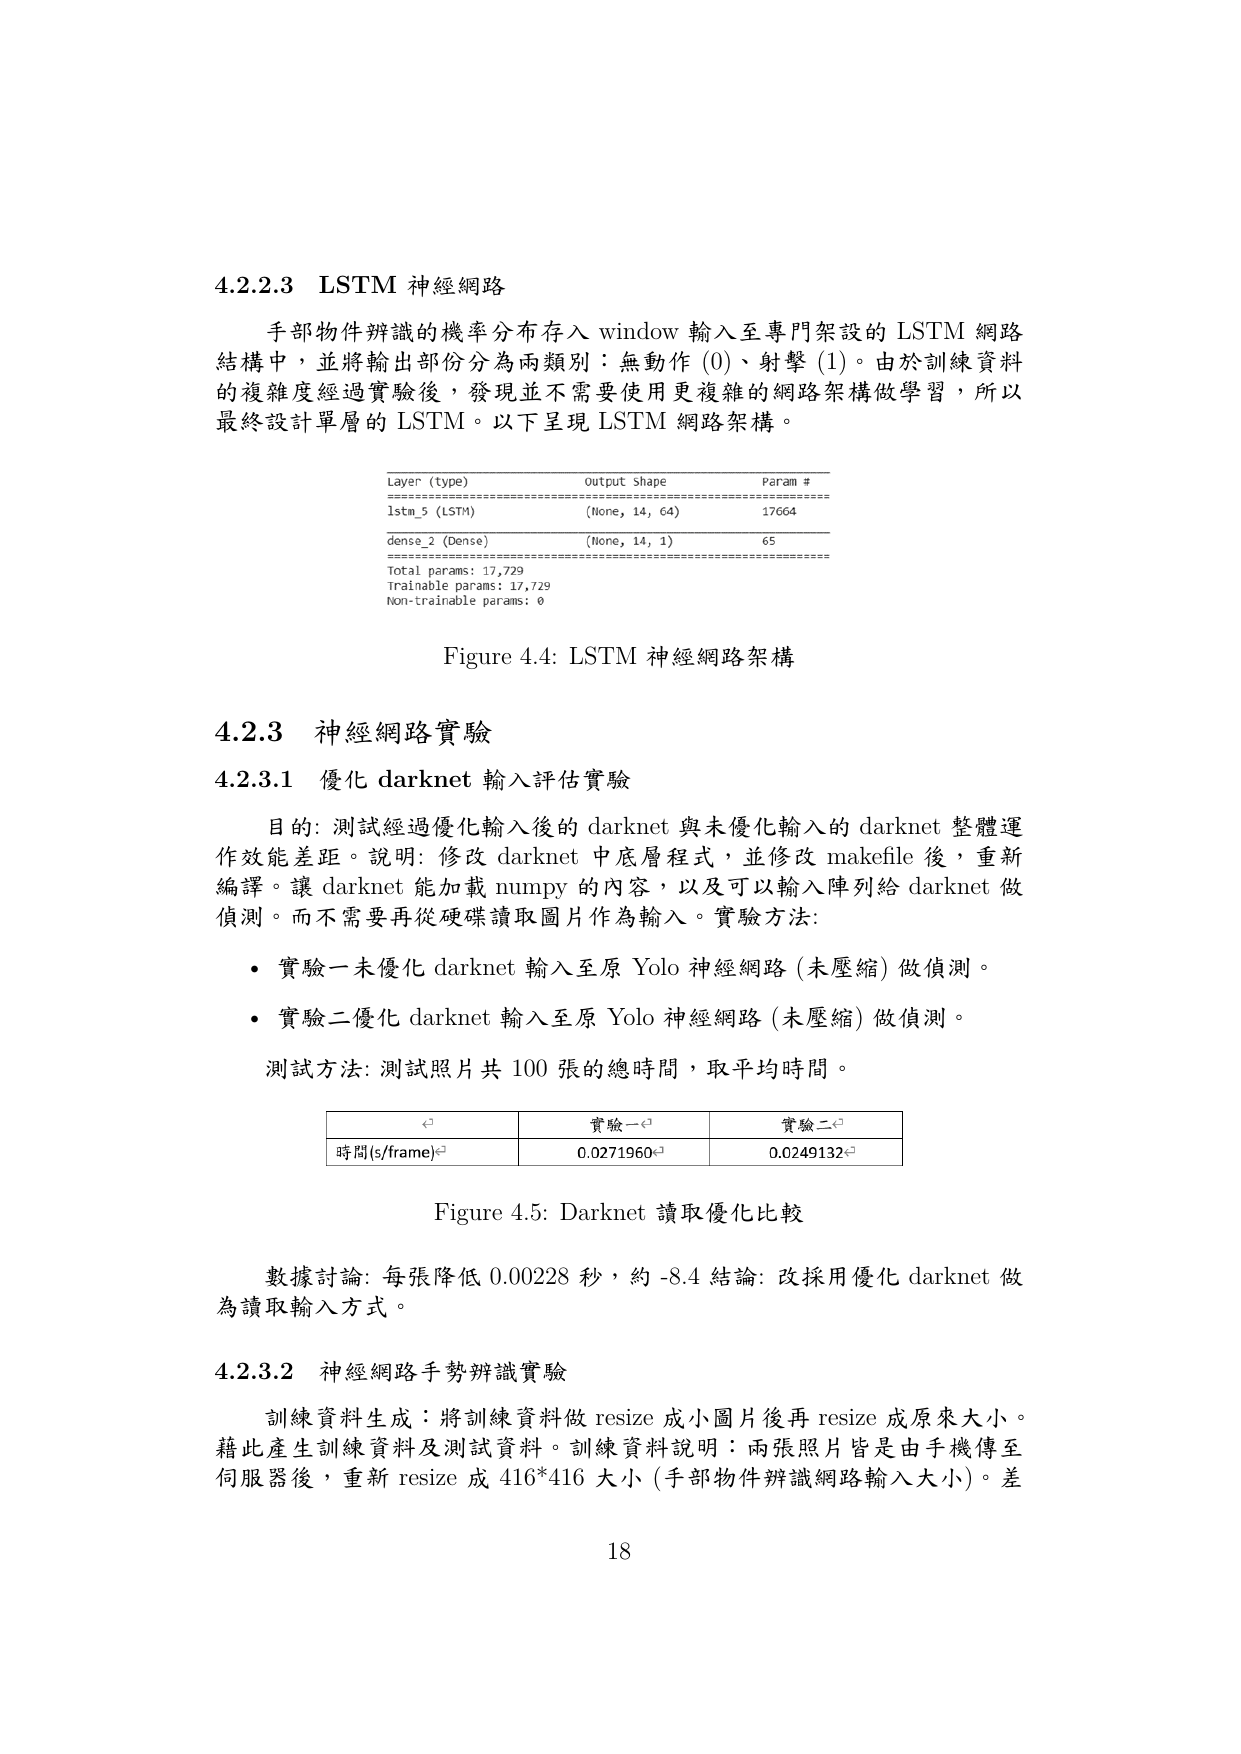 4.2.2.3 LSTM 神經網路
手部物件辨識的機率分布存入 window 輸入至專門架設的 LSTM 網路
結構中，並將輸出部份分為兩類別：無動作 (0)、射擊 (1)。由於訓練資料
的複雜度經過實驗後，發現並不需要使用更複雜的網路架構做學習，所以
最終設計單層的 LSTM。以下呈現 LSTM 網路架構。
Layer (type) Output Shape Param #
lstm_5 (LSTM) (None, 14, 64) 17664
dense_2 (Dense) (None, 14, 1) 65
Total params: 17,729
Trainable params: 17,729
Non-trainable params: 0
Figure 4.4: LSTM 神經網路架構
4.2.3 神經網路實驗
4.2.3.1 優化 darknet 輸入評估實驗
目的: 測試經過優化輸入後的 darknet 與未優化輸入的 darknet 整體運
作效能差距。說明: 修改 darknet 中底層程式，並修改 makefile 後，重新
編譯。讓 darknet 能加載 numpy 的內容，以及可以輸入陣列給 darknet 做
偵測。而不需要再從硬碟讀取圖片作為輸入。實驗方法:
• 實驗一未優化 darknet 輸入至原 Yolo 神經網路 (未壓縮) 做偵測。
• 實驗二優化 darknet 輸入至原 Yolo 神經網路 (未壓縮) 做偵測。
測試方法: 測試照片共 100 張的總時間，取平均時間。
↵ 實驗一↵ 實驗二↵
時間(s/frame)↵ 0.0271960↵ 0.0249132↵
Figure 4.5: Darknet 讀取優化比較
數據討論: 每張降低 0.00228 秒，約 -8.4 結論: 改採用優化 darknet 做
為讀取輸入方式。
4.2.3.2 神經網路手勢辨識實驗
訓練資料生成：將訓練資料做 resize 成小圖片後再 resize 成原來大小。
藉此產生訓練資料及測試資料。訓練資料說明：兩張照片皆是由手機傳至
伺服器後，重新 resize 成 416*416 大小 (手部物件辨識網路輸入大小)。差
18